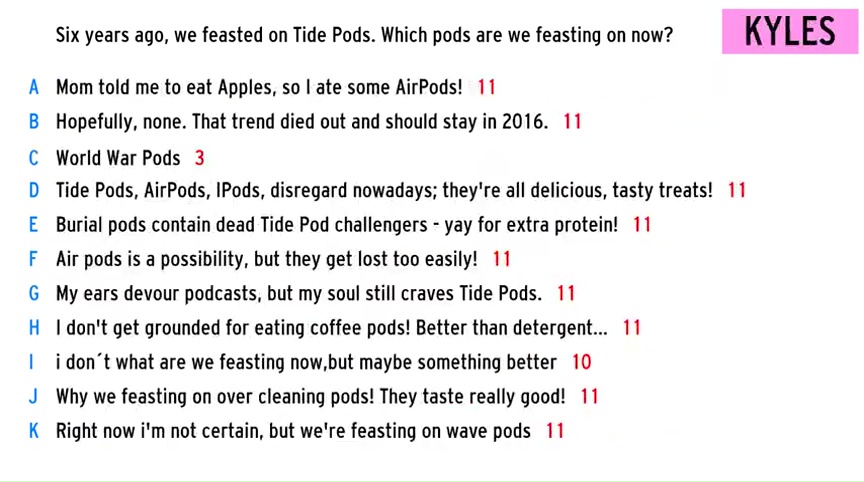 Six years ago, we feasted on Tide Pods. Which pods are we feasting on now?
KYLES
A Mom told me to eat Apples, so I ate some AirPods! 11
B Hopefully, none. That trend died out and should stay in 2016. 11
C World War Pods 3
D Tide Pods, AirPods, IPods, disregard nowadays; they're all delicious, tasty treats! 11
E Burial pods contain dead Tide Pod challengers - yay for extra protein! 11
F Air pods is a possibility, but they get lost too easily! 11
G My ears devour podcasts, but my soul still craves Tide Pods. 11
H I don't get grounded for eating coffee pods! Better than detergent... 11
I i don´t what are we feasting now,but maybe something better 10
J Why we feasting on over cleaning pods! They taste really good! 11
K Right now i'm not certain, but we're feasting on wave pods 11